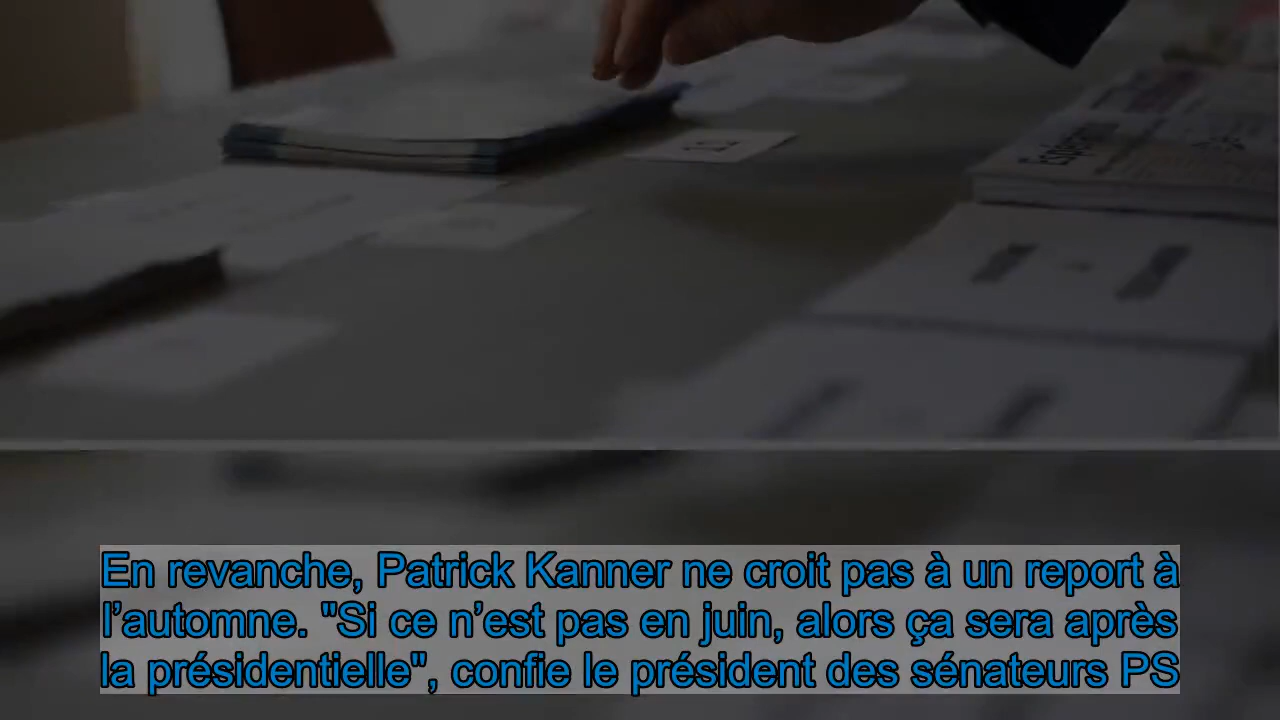 12
En revanche, Patrick Kanner ne croit pas à un report à
l’automne. "Si ce n’est pas en juin, alors ça sera après
la présidentielle", confie le président des sénateurs PS